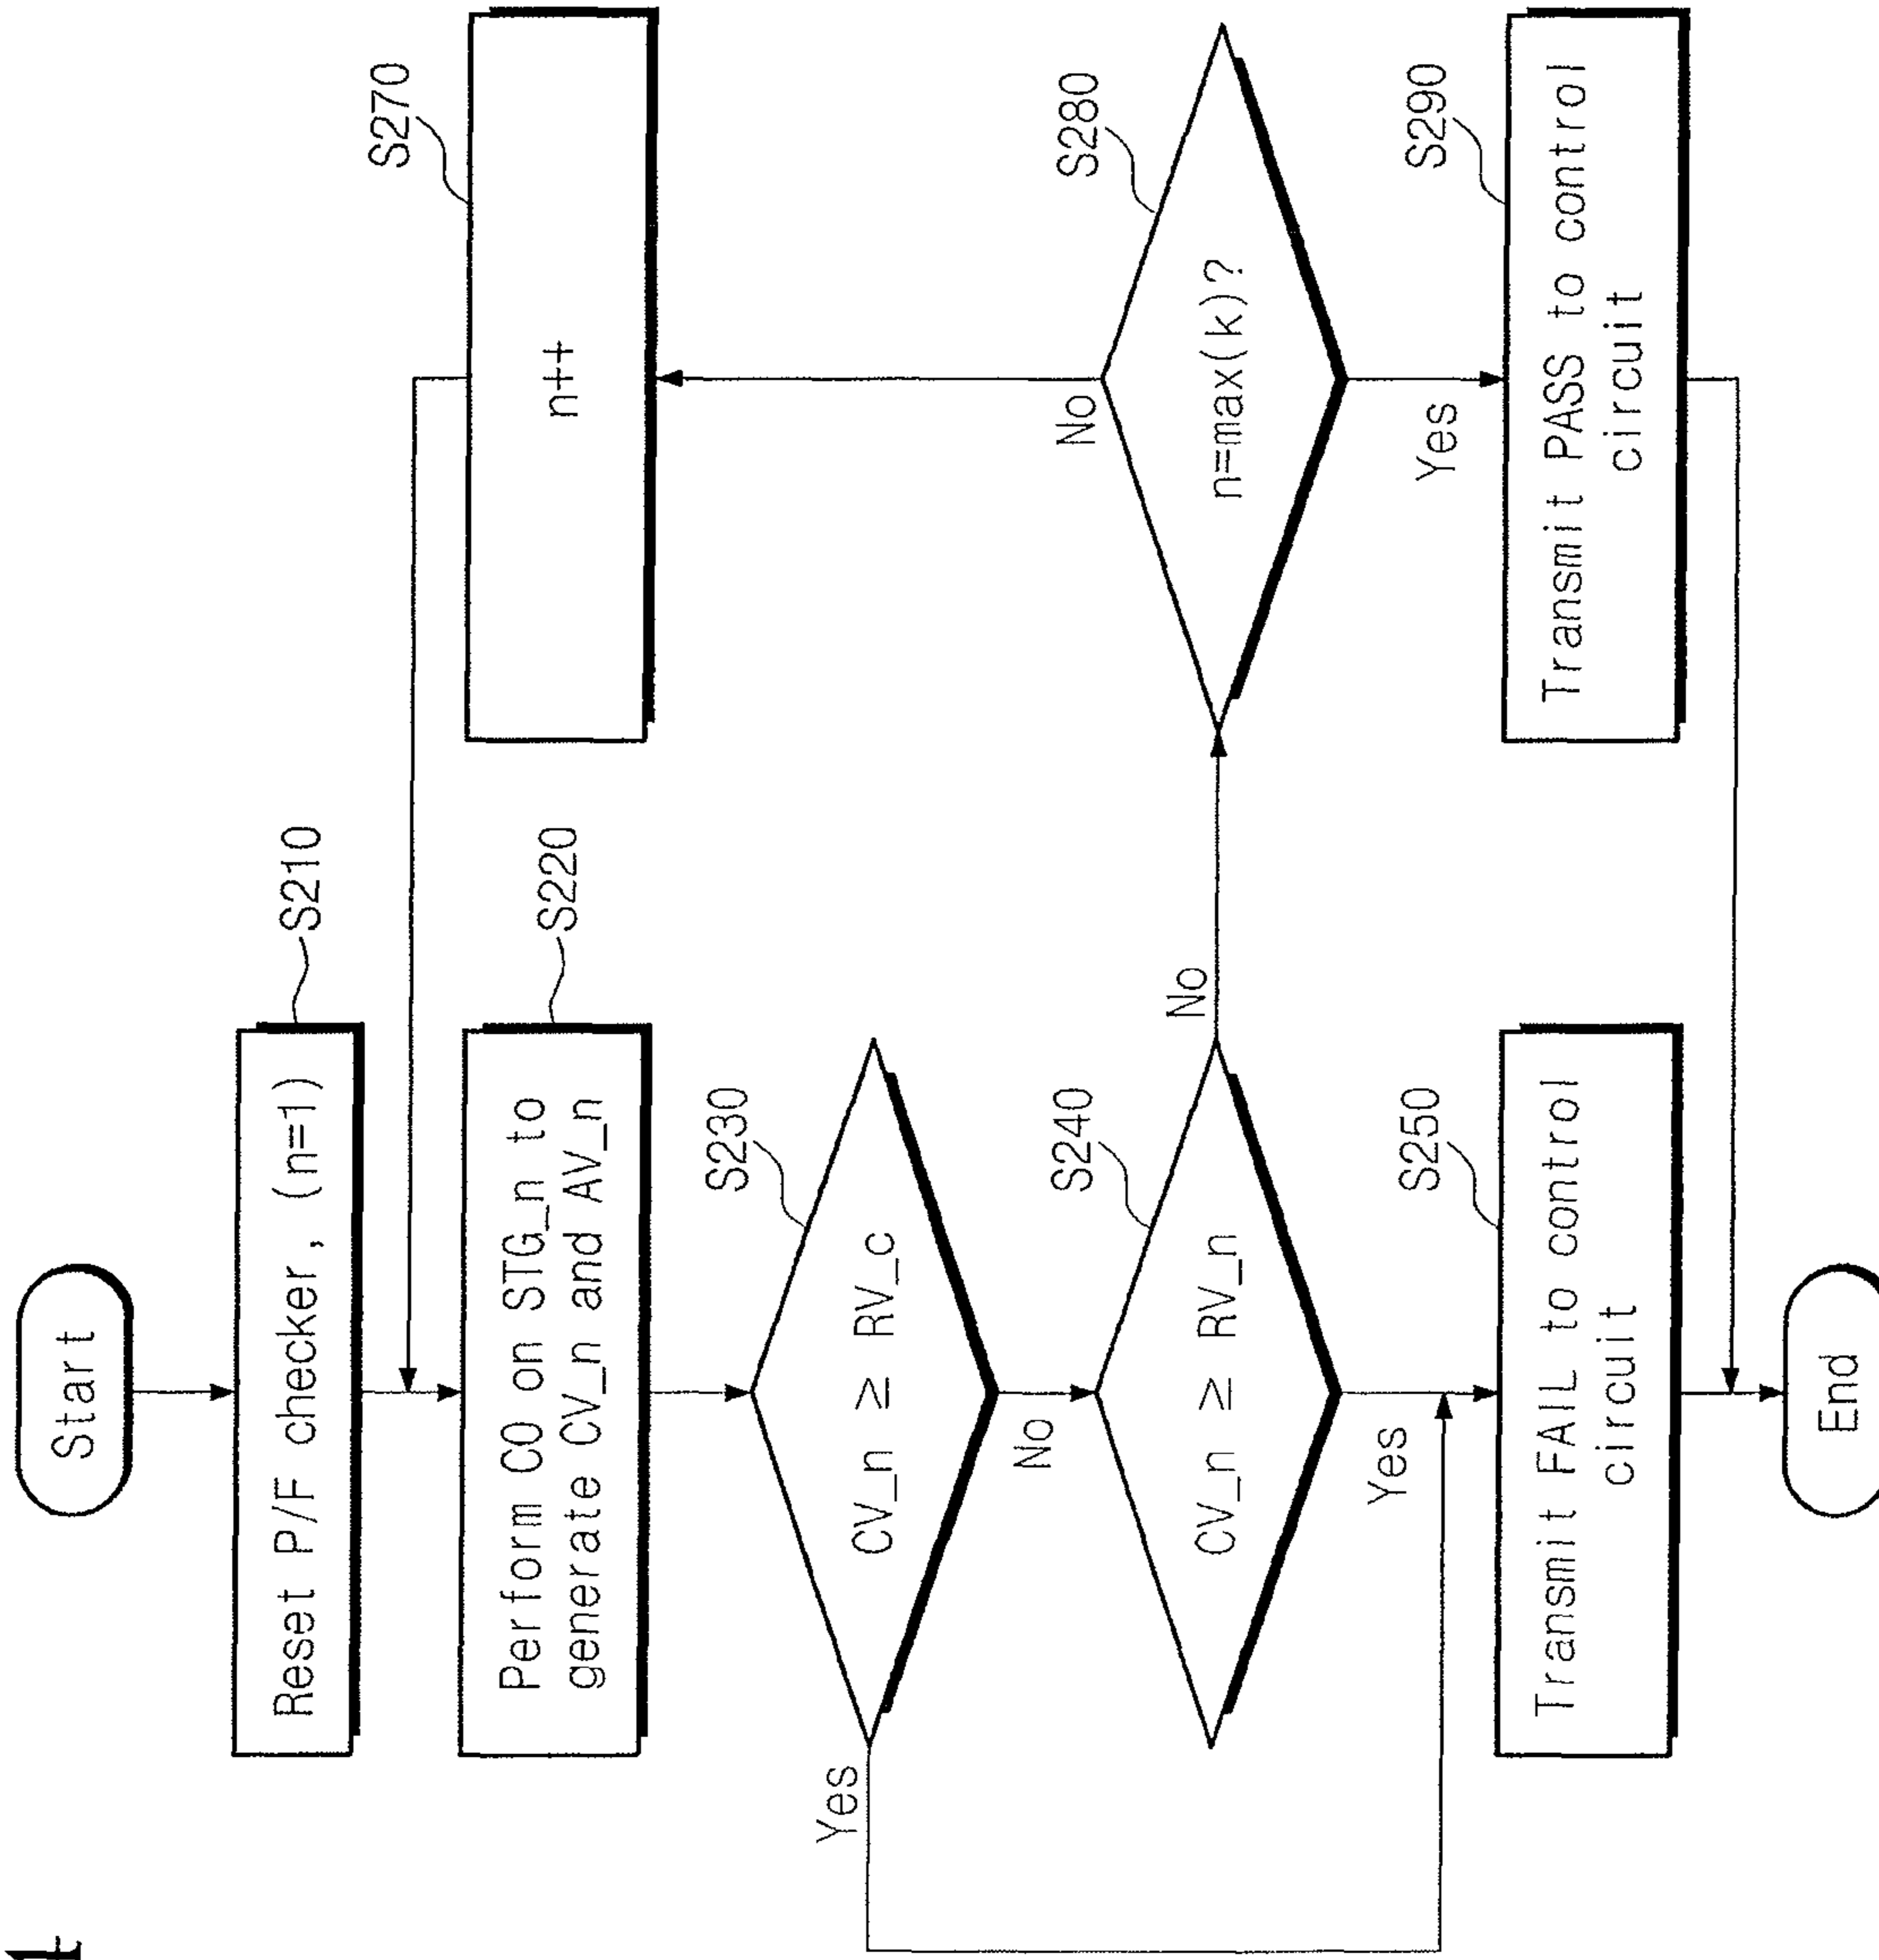 Start
Reset P/F checker, (n=1)
S210
Perform CO on STG_n to
generate CV_n and AV_n
S220
CV_n ≥ RV_c
S230
Yes
No
CV_n ≥ RV_n
S240
No
Yes
Transmit FAIL to control
circuit
S250
End
n++
S270
No
n=max(k)?
S280
Yes
Transmit PASS to control
circuit
S290